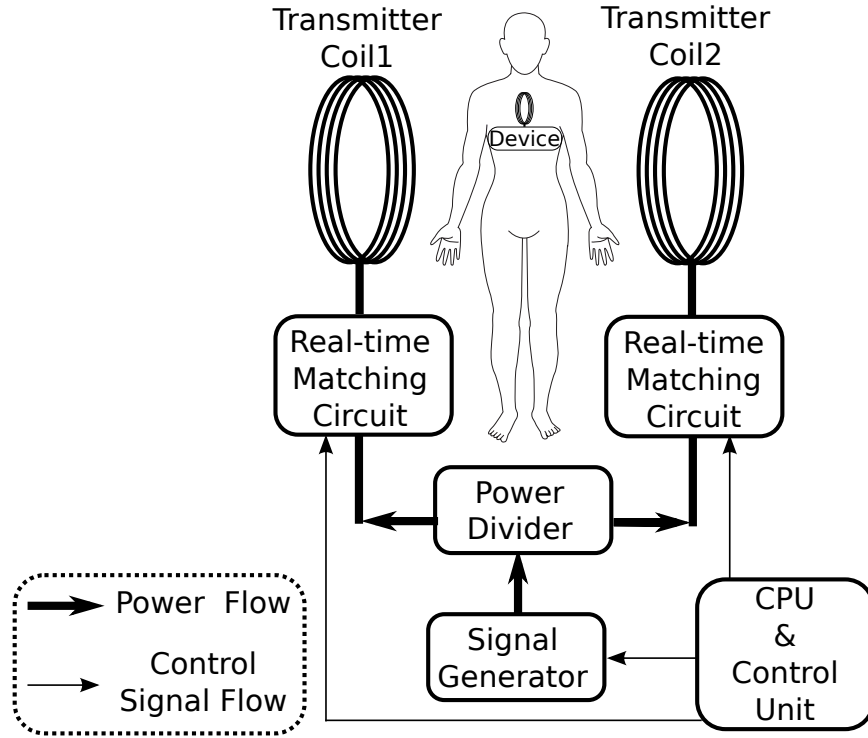 Transmitter
Coil1
Transmitter
Coil2
Device
Real-time
Matching
Circuit
Real-time
Matching
Circuit
Power
Divider
Power Flow
Control
Signal Flow
Signal
Generator
CPU
&
Control
Unit